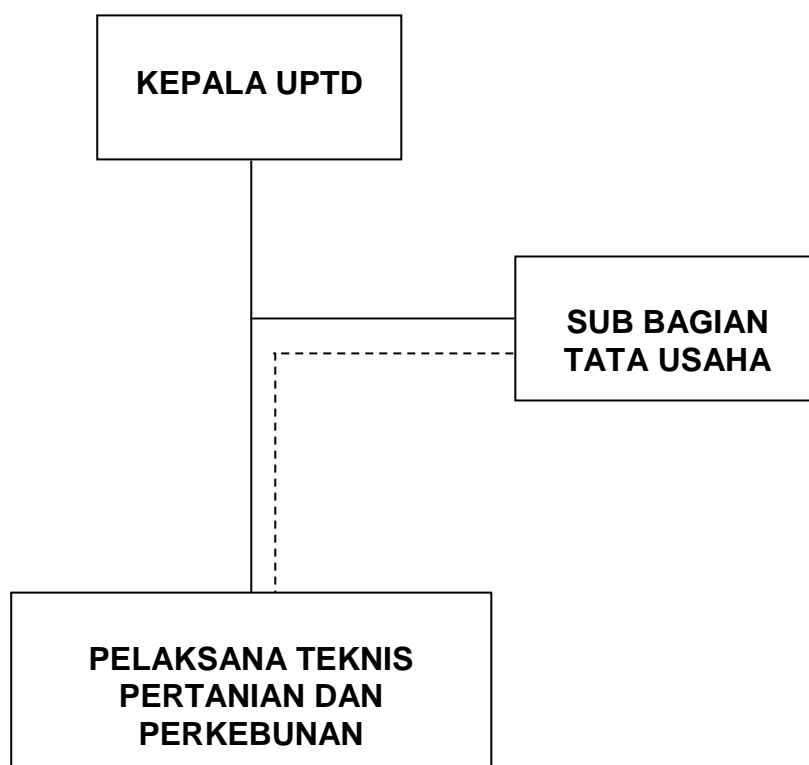 KEPALA UPTD
SUB BAGIAN
TATA USAHA
PELAKSANA TEKNIS
PERTANIAN DAN
PERKEBUNAN